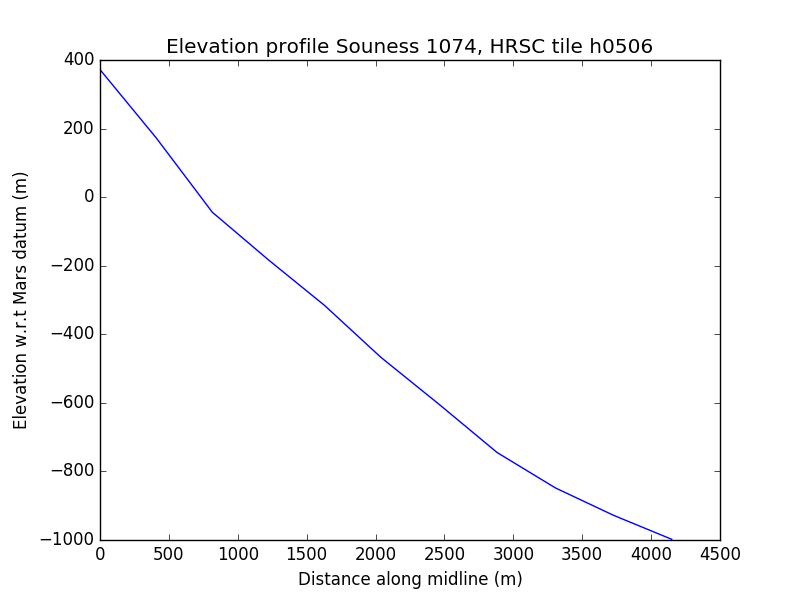 Elevation profile Souness 1074, HRSC tile h0506
400
200
0
−200
−400
−600
−800
−1000
Elevation w.r.t Mars datum (m)
0 500 1000 1500 2000 2500 3000 3500 4000 4500
Distance along midline (m)